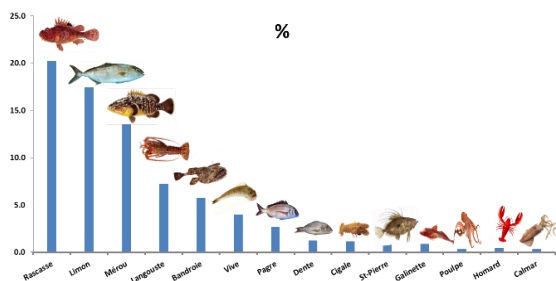 %
25.0
20.0
15.0
10.0
5.0
0.0
Rascasse
Limon
Mérou
Langouste
Bandroie
Vive
Pagre
Dente
Cigale
St-Pierre
Galinette
Poulpe
Homard
Calmar